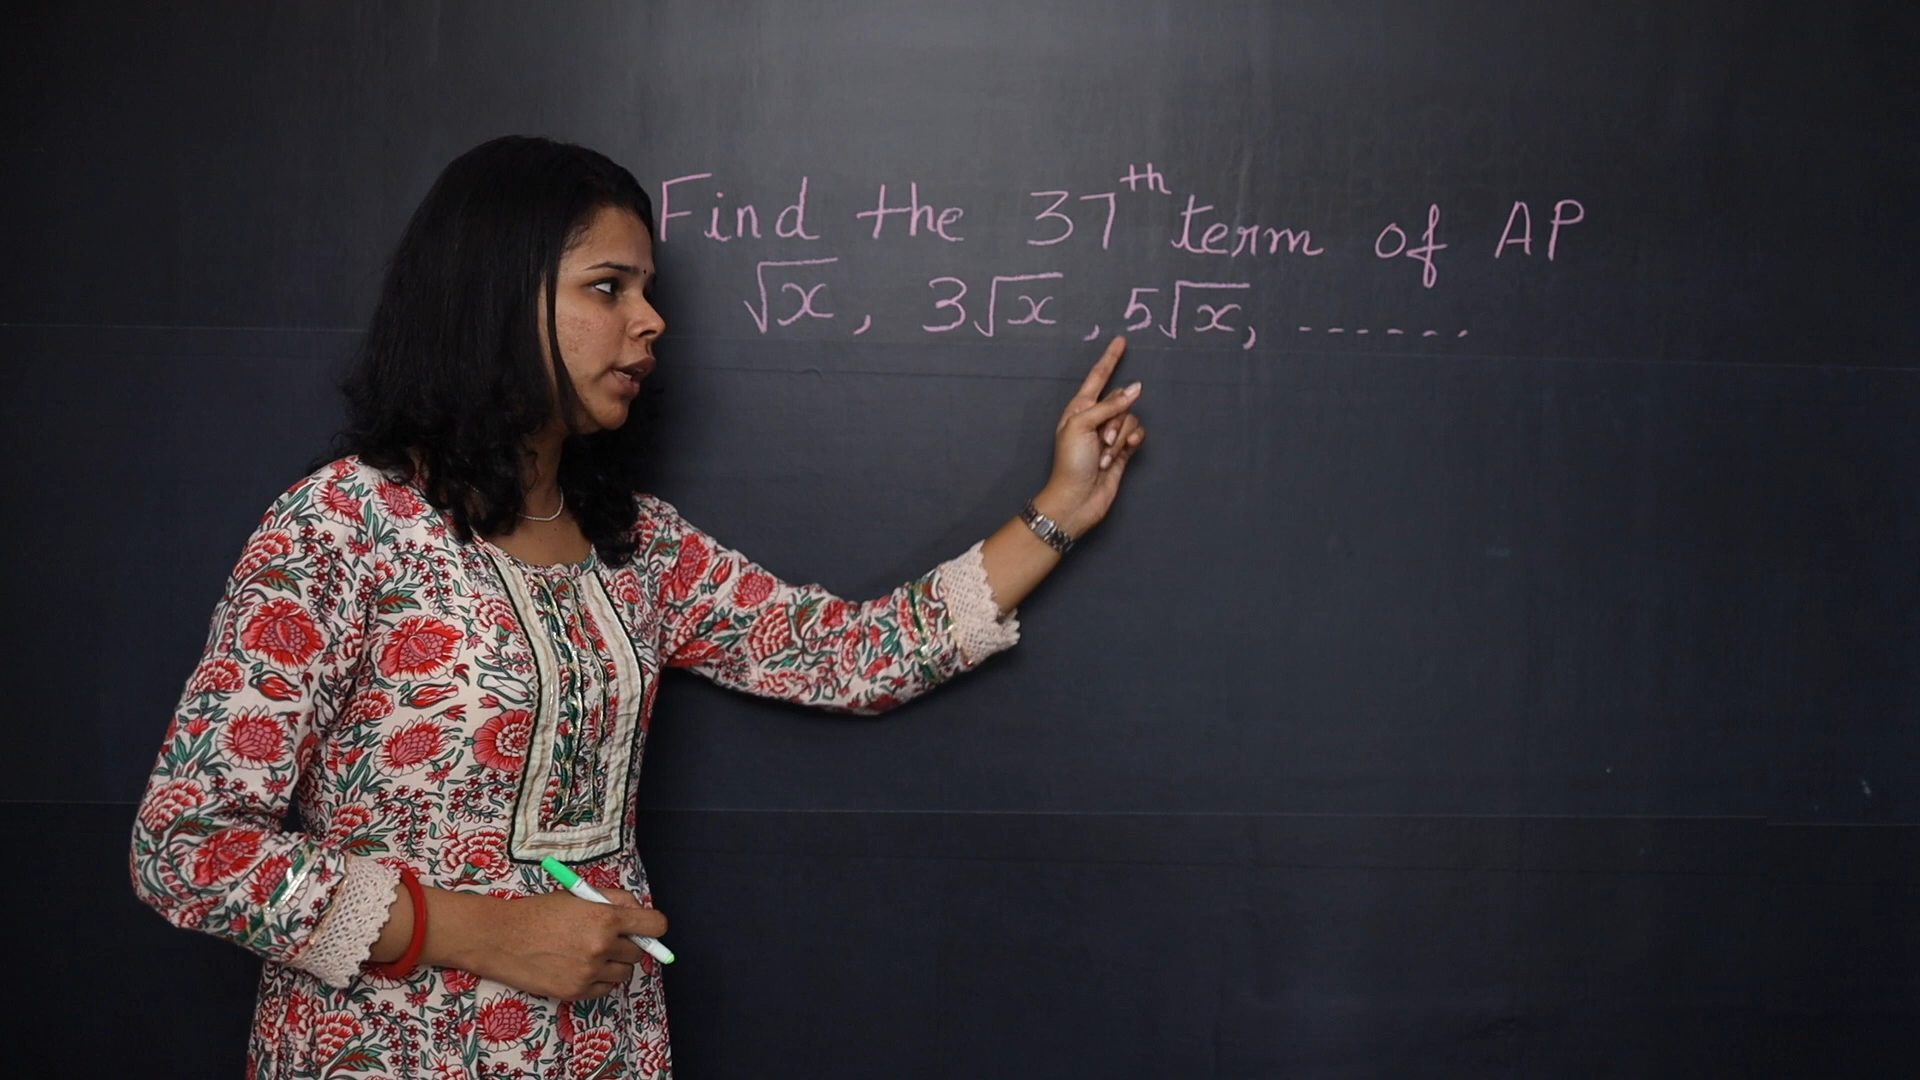 Find the 37th term of AP
√x, 3√x, 5√x, ------.